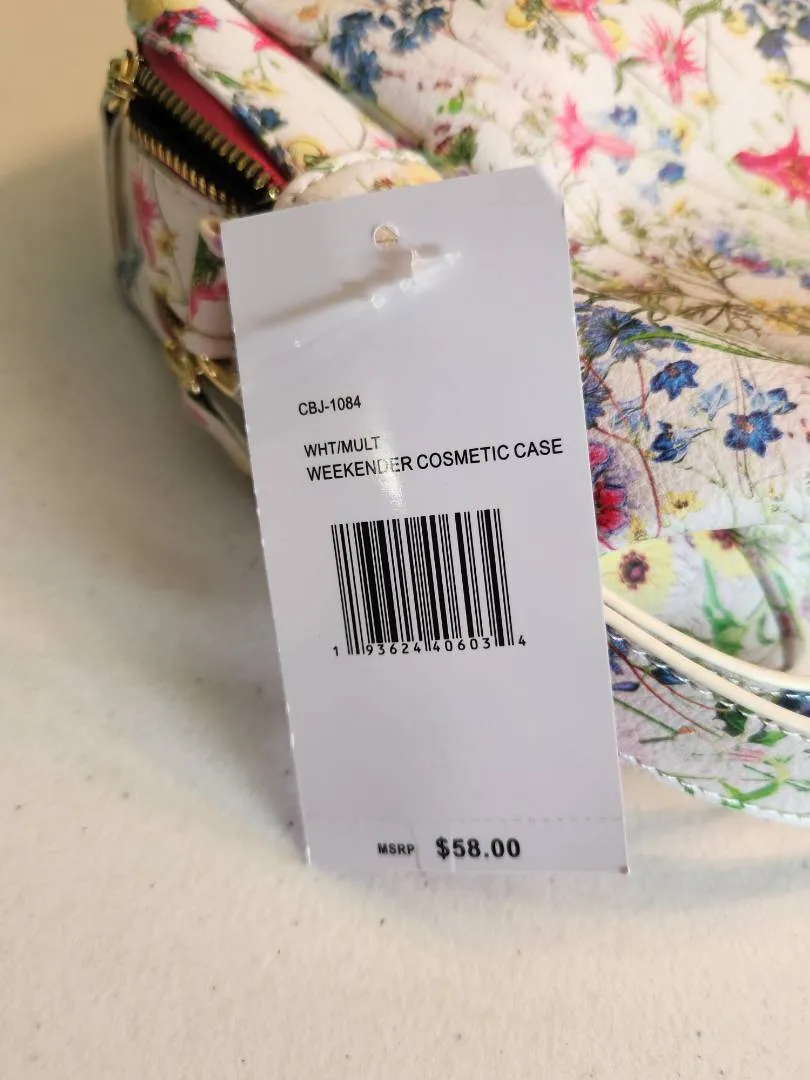 CBJ-1084
WHT/MULT
WEEKENDER COSMETIC CASE
1 93624 40603 4
MSRP $58.00